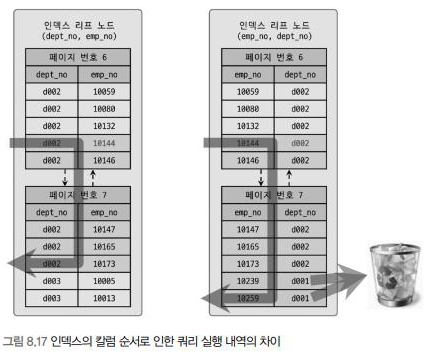 인덱스 리프 노드
(dept_no, emp_no)
페이지 번호 6
dept_no emp_no
d002 10059
d002 10080
d002 10132
d002 10144
d002 10146
페이지 번호 7
dept_no emp_no
d002 10147
d002 10165
d002 10173
d003 10005
d003 10013
인덱스 리프 노드
(dept_no, emp_no)
페이지 번호 6
emp_no dept_no
10059 d002
10080 d002
10132 d002
10144 d002
10146 d002
페이지 번호 7
emp_no dept_no
10147 d002
10165 d002
10173 d002
10239 d001
10259 d001
그림 8.17 인덱스의 칼럼 순서로 인한 쿼리 실행 내역의 차이